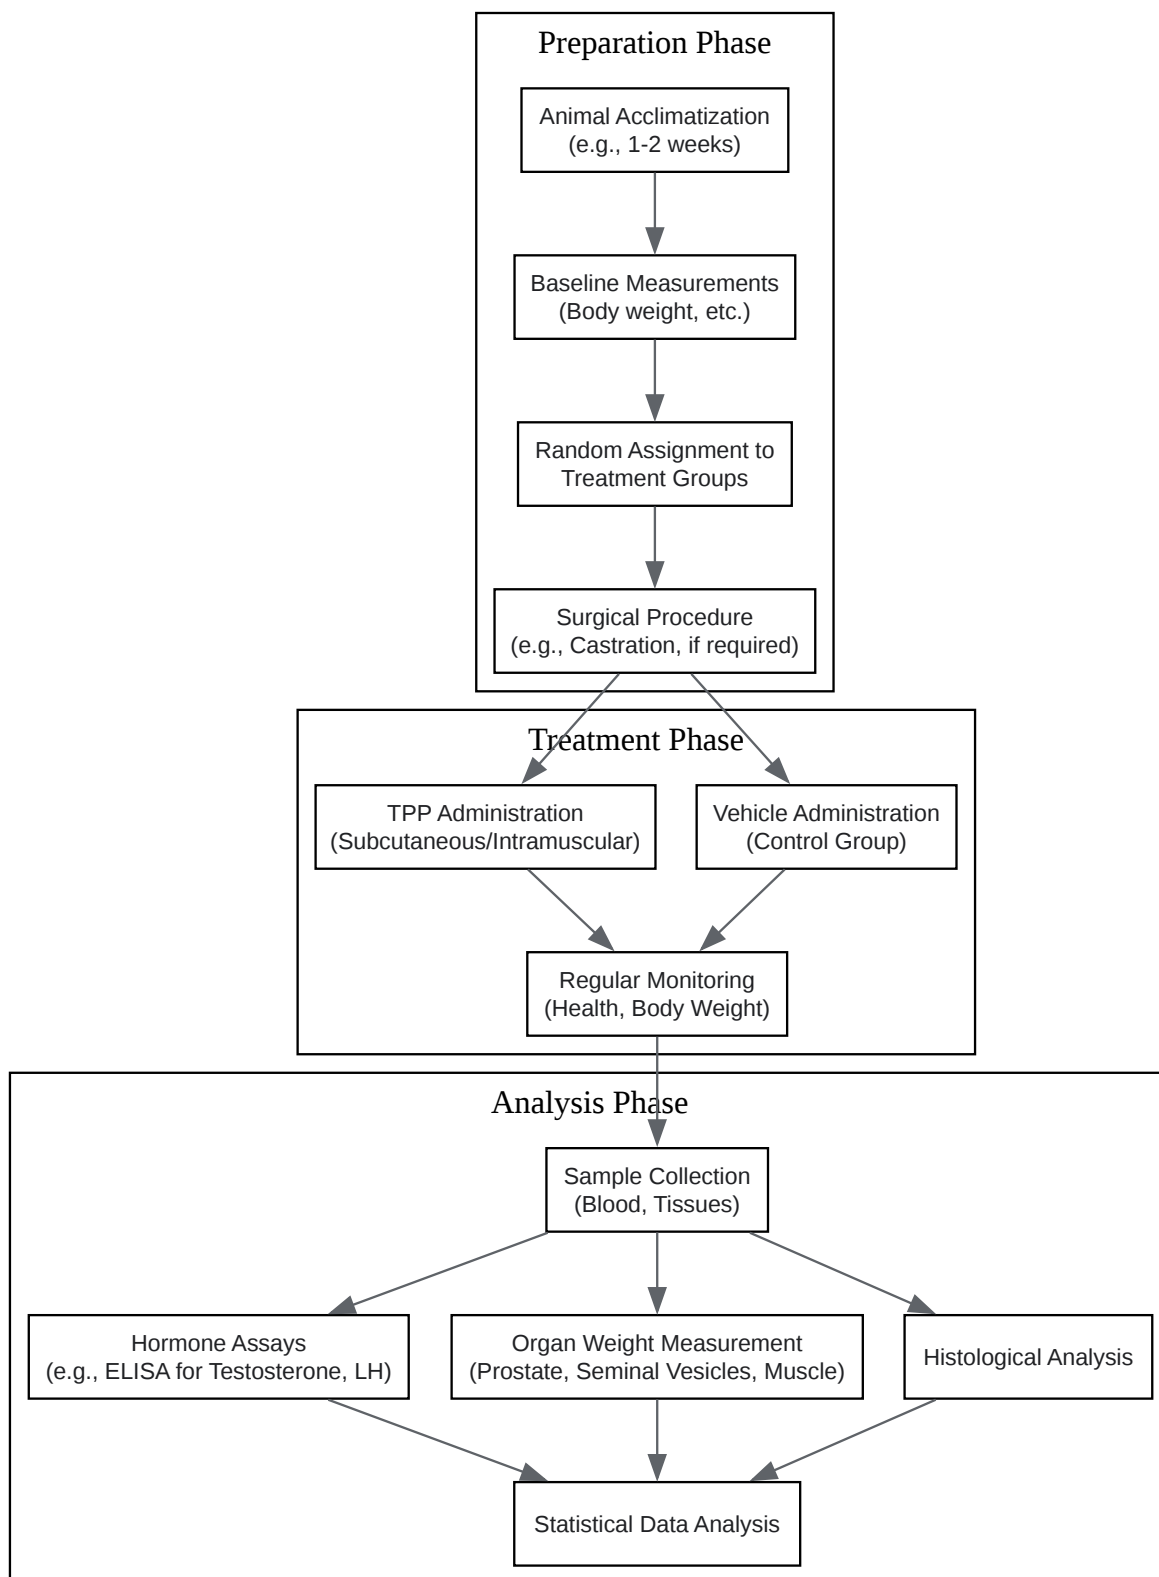 Preparation Phase
Animal Acclimatization
(e.g., 1-2 weeks)
Baseline Measurements
(Body weight, etc.)
Random Assignment to
Treatment Groups
Surgical Procedure
(e.g., Castration, if required)
Treatment Phase
TPP Administration
(Subcutaneous/Intramuscular)
Vehicle Administration
(Control Group)
Regular Monitoring
(Health, Body Weight)
Analysis Phase
Sample Collection
(Blood, Tissues)
Hormone Assays
(e.g., ELISA for Testosterone, LH)
Organ Weight Measurement
(Prostate, Seminal Vesicles, Muscle)
Histological Analysis
Statistical Data Analysis